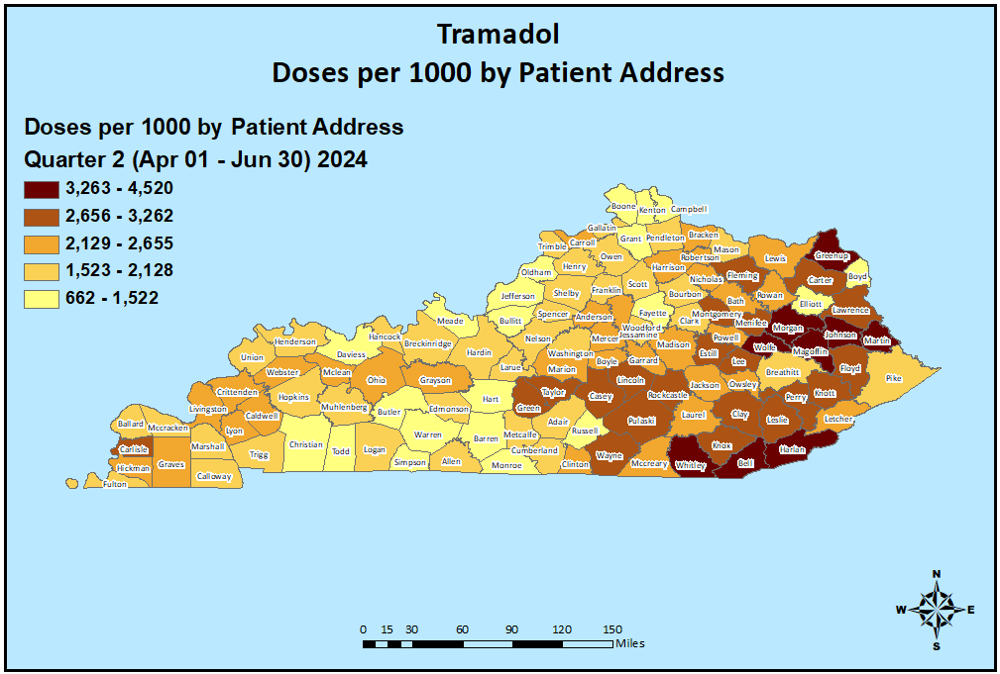 Tramadol
Doses per 1000 by Patient Address
Doses per 1000 by Patient Address
Quarter 2 (Apr 01 - Jun 30) 2024
3,263 - 4,520
2,656 - 3,262
2,129 - 2,655
1,523 - 2,128
662 - 1,522
Boone
Kenton
Campbell
Gallatin
Trimble
Carroll
Grant
Pendleton
Bracken
Mason
Owen
Robertson
Lewis
Greenup
Oldham
Henry
Harrison
Nicholas
Fleming
Carter
Boyd
Jefferson
Shelby
Franklin
Scott
Bourbon
Bath
Rowan
Elliott
Lawrence
Meade
Bullitt
Spencer
Anderson
Woodford
Fayette
Clark
Montgomery
Menifee
Morgan
Johnson
Martin
Henderson
Hancock
Breckinridge
Hardin
Nelson
Mercer
Jessamine
Madison
Powell
Wolfe
Magoffin
Union
Daviess
Washington
Larue
Marion
Boyle
Garrard
Estill
Lee
Breathitt
Floyd
Pike
Webster
Mclean
Ohio
Grayson
Hart
Taylor
Green
Casey
Lincoln
Rockcastle
Jackson
Owsley
Perry
Knott
Crittenden
Livingston
Hopkins
Muhlenberg
Butler
Edmonson
Adair
Russell
Pulaski
Laurel
Clay
Leslie
Letcher
Caldwell
Lyon
Ballard
Mccracken
Marshall
Christian
Todd
Logan
Warren
Barren
Metcalfe
Cumberland
Wayne
Knox
Harlan
Carlisle
Hickman
Graves
Trigg
Simpson
Allen
Monroe
Clinton
Mccreary
Whitley
Bell
Fulton
Calloway
N
W
E
S
0 15 30 60 90 120 150
Miles